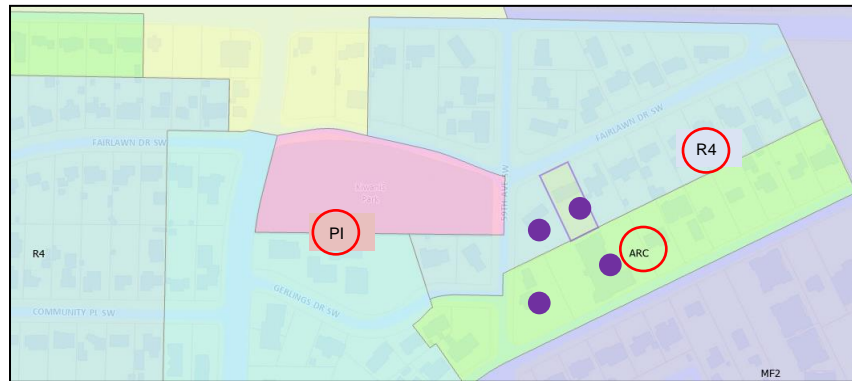 FAIRLAWN DR SW
FAIRLAWN DR SW
R4
PI
ARC
R4
GERLINGS DR SW
COMMUNITY PL SW
MF2